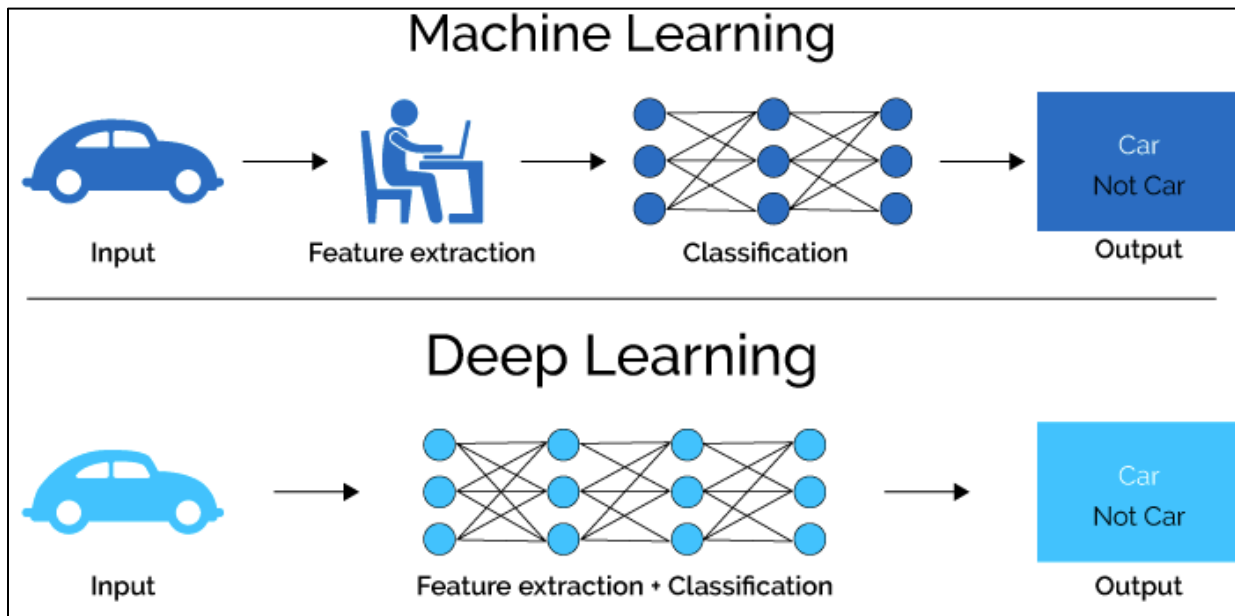 Machine Learning
Car
Not Car
Input
Feature extraction
Classification
Output
Deep Learning
Car
Not Car
Input
Feature extraction + Classification
Output